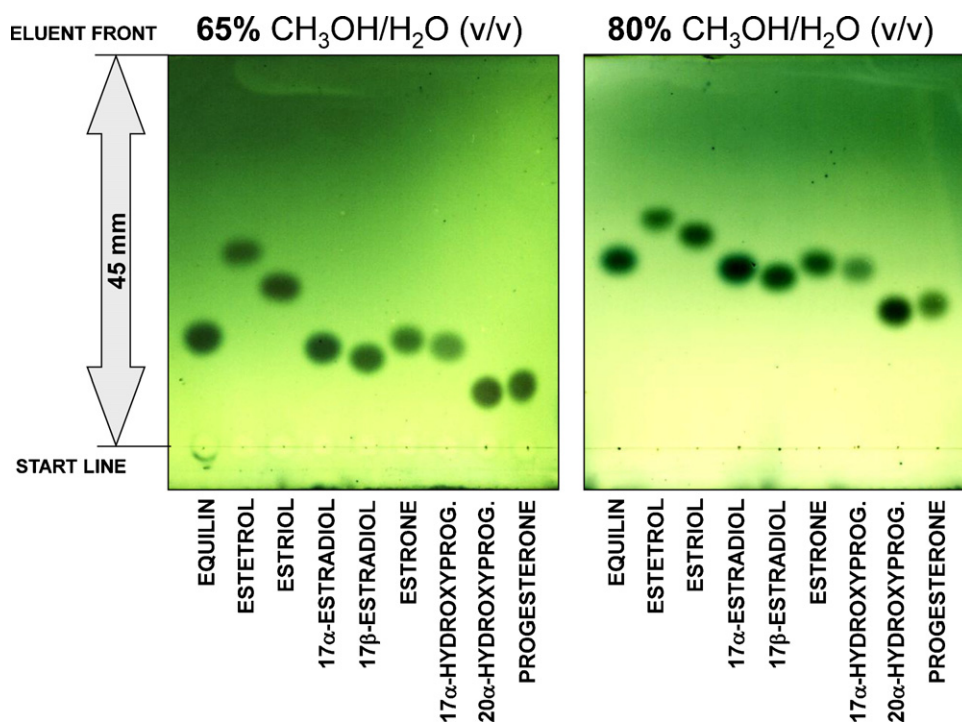 ELUENT FRONT
65% CH₃OH/H₂O (v/v)
80% CH₃OH/H₂O (v/v)
45 mm
START LINE
EQUILIN
ESTETROL
ESTRIOL
17α-ESTRADIOL
17β-ESTRADIOL
ESTRONE
17α-HYDROXYPROG.
20α-HYDROXYPROG.
PROGESTERONE
EQUILIN
ESTETROL
ESTRIOL
17α-ESTRADIOL
17β-ESTRADIOL
ESTRONE
17α-HYDROXYPROG.
20α-HYDROXYPROG.
PROGESTERONE